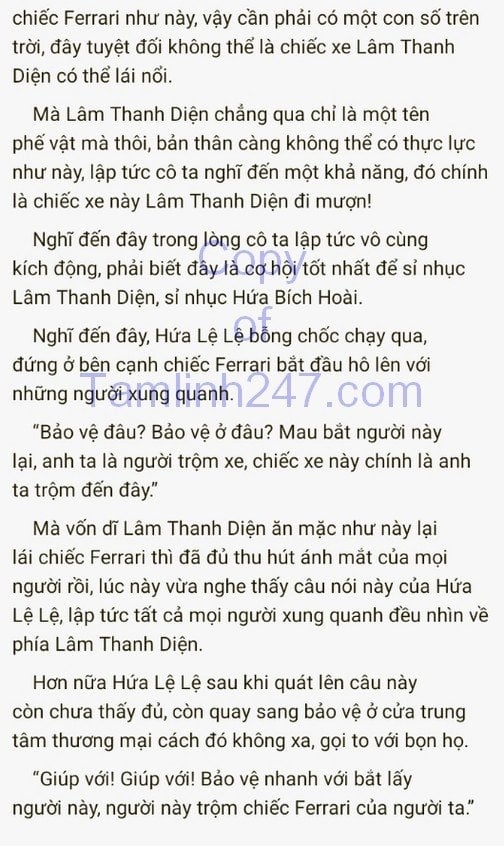 chiếc Ferrari như này, vậy cần phải có một con số trên
trời, đây tuyệt đối không thể là chiếc xe Lâm Thanh
Diện có thể lái nổi.
Mà Lâm Thanh Diện chẳng qua chỉ là một tên
phế vật mà thôi, bản thân càng không thể có thực lực
như này, lập tức cô ta nghĩ đến một khả năng, đó chính
là chiếc xe này Lâm Thanh Diện đi mượn!
Nghĩ đến đây trong lòng cô ta lập tức vô cùng
kích động, phải biết đây là cơ hội tốt nhất để sỉ nhục
Lâm Thanh Diện, sỉ nhục Hứa Bích Hoài.
Nghĩ đến đây, Hứa Lệ Lệ bỗng chốc chạy qua,
đứng ở bên cạnh chiếc Ferrari bắt đầu hô lên với
những người xung quanh.
Copy
of
Tamlinh247.com
“Bảo vệ đâu? Bảo vệ ở đâu? Mau bắt người này
lại, anh ta là người trộm xe, chiếc xe này chính là anh
ta trộm đến đây.”
Mà vốn dĩ Lâm Thanh Diện ăn mặc như này lại
lái chiếc Ferrari thì đã đủ thu hút ánh mắt của mọi
người rồi, lúc này vừa nghe thấy câu nói này của Hứa
Lệ Lệ, lập tức tất cả mọi người xung quanh đều nhìn về
phía Lâm Thanh Diện.
Hơn nữa Hứa Lệ Lệ sau khi quát lên câu này
còn chưa thấy đủ, còn quay sang bảo vệ ở cửa trung
tâm thương mại cách đó không xa, gọi to với bọn họ.
“Giúp với! Giúp với! Bảo vệ nhanh với bắt lấy
người này, người này trộm chiếc Ferrari của người ta.”